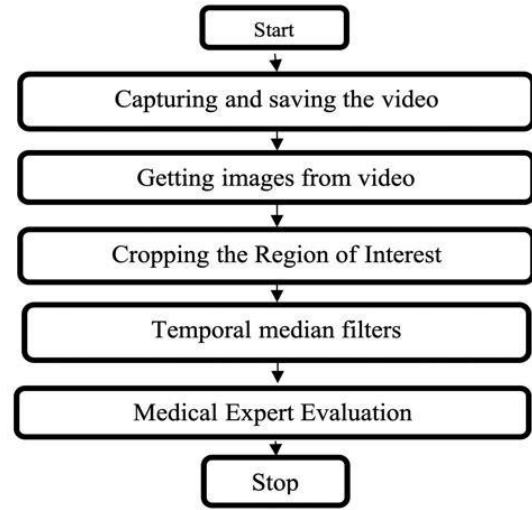 Start
Capturing and saving the video
Getting images from video
Cropping the Region of Interest
Temporal median filters
Medical Expert Evaluation
Stop